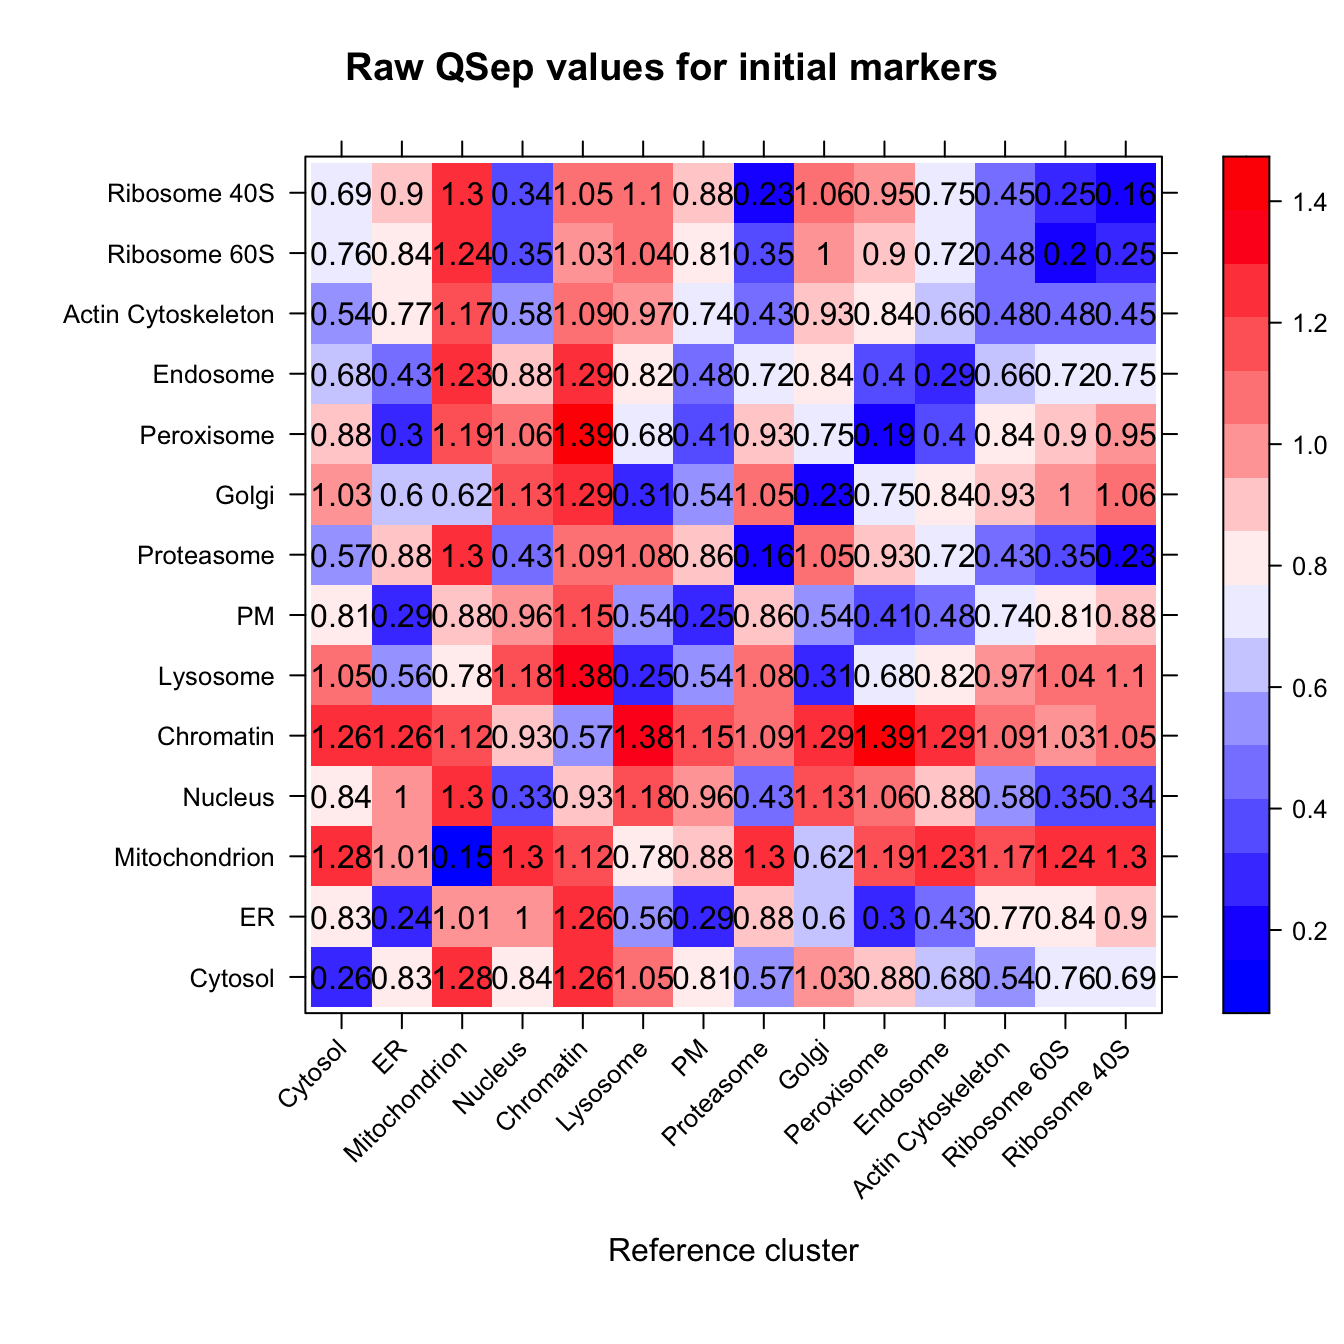 Raw QSep values for initial markers
Ribosome 40S 0.69 0.9 1.3 0.34 1.05 1.1 0.88 0.23 1.06 0.95 0.75 0.45 0.25 0.16
Ribosome 60S 0.76 0.84 1.24 0.35 1.03 1.04 0.81 0.35 1 0.9 0.72 0.48 0.2 0.25
Actin Cytoskeleton 0.54 0.77 1.17 0.58 1.09 0.97 0.74 0.43 0.93 0.84 0.66 0.48 0.48 0.45
Endosome 0.68 0.43 1.23 0.88 1.29 0.82 0.48 0.72 0.84 0.4 0.29 0.66 0.72 0.75
Peroxisome 0.88 0.3 1.19 1.06 1.39 0.68 0.41 0.93 0.75 0.19 0.4 0.84 0.9 0.95
Golgi 1.03 0.6 0.62 1.13 1.29 0.31 0.54 1.05 0.23 0.75 0.84 0.93 1 1.06
Proteasome 0.57 0.88 1.3 0.43 1.09 1.08 0.86 0.16 1.05 0.93 0.72 0.43 0.35 0.23
PM 0.81 0.29 0.88 0.96 1.15 0.54 0.25 0.86 0.54 0.41 0.48 0.74 0.81 0.88
Lysosome 1.05 0.56 0.78 1.18 1.38 0.25 0.54 1.08 0.31 0.68 0.82 0.97 1.04 1.1
Chromatin 1.26 1.26 1.12 0.93 0.57 1.38 1.15 1.09 1.29 1.39 1.29 1.09 1.03 1.05
Nucleus 0.84 1 1.3 0.33 0.93 1.18 0.96 0.43 1.13 1.06 0.88 0.58 0.35 0.34
Mitochondrion 1.28 1.01 0.15 1.3 1.12 0.78 0.88 1.3 0.62 1.19 1.23 1.17 1.24 1.3
ER 0.83 0.24 1.01 1 1.26 0.56 0.29 0.88 0.6 0.3 0.43 0.77 0.84 0.9
Cytosol 0.26 0.83 1.28 0.84 1.26 1.05 0.81 0.57 1.03 0.88 0.68 0.54 0.76 0.69
Cytosol
ER
Mitochondrion
Nucleus
Chromatin
Lysosome
PM
Proteasome
Golgi
Peroxisome
Endosome
Actin Cytoskeleton
Ribosome 60S
Ribosome 40S
Reference cluster
1.4
1.2
1.0
0.8
0.6
0.4
0.2